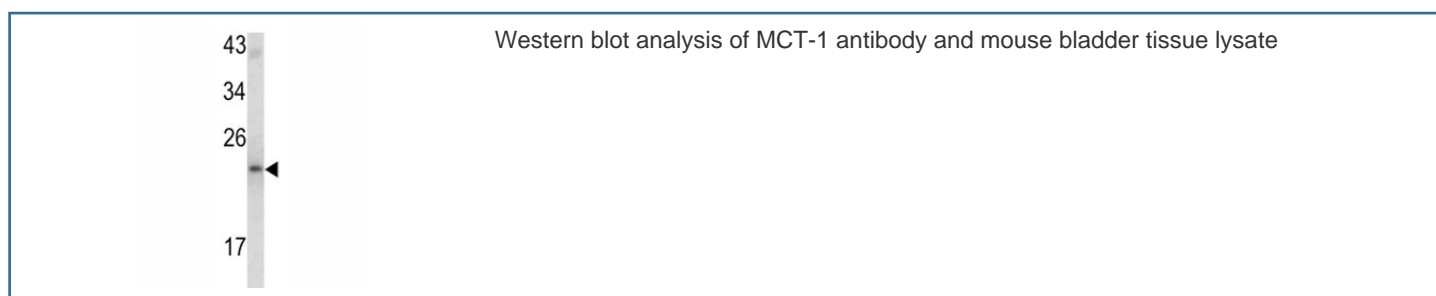 Western blot analysis of MCT-1 antibody and mouse bladder tissue lysate
43
34
26
17